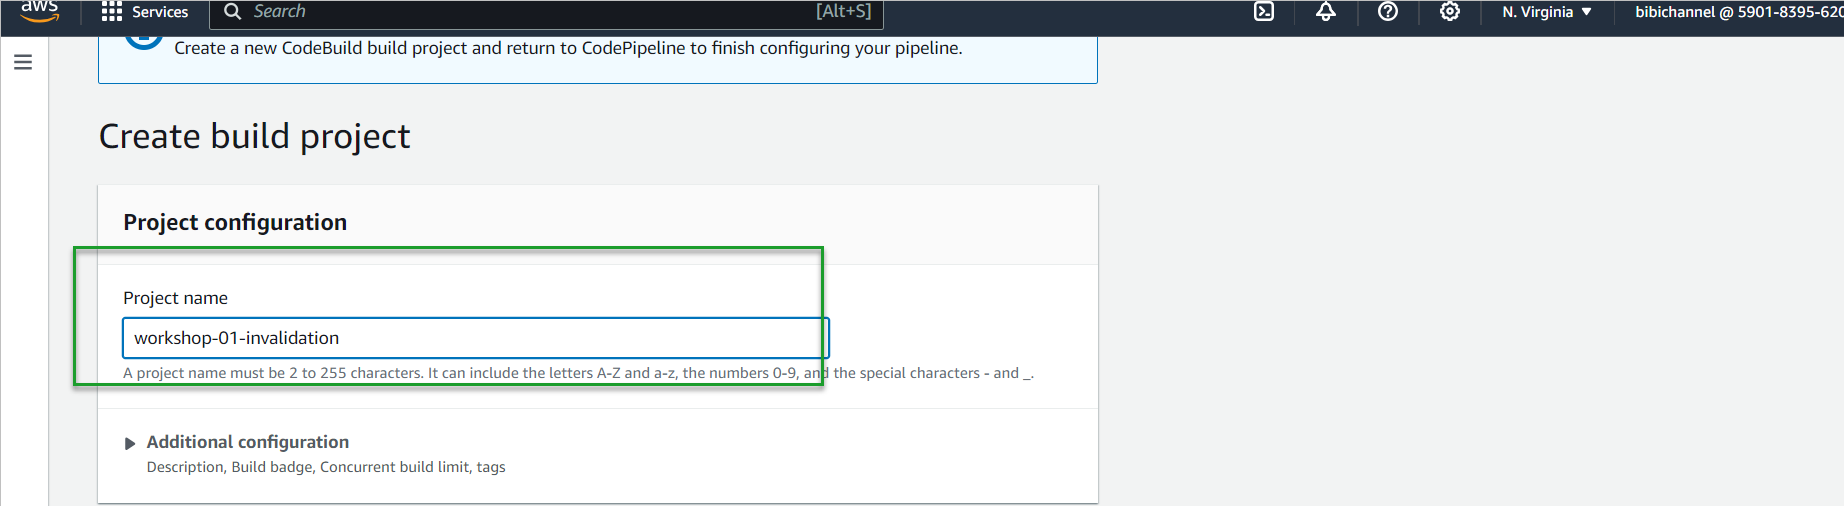 aws Services Search [Alt+S] N. Virginia ▼ bibichannel @ 5901-8395-620
Create a new CodeBuild build project and return to CodePipeline to finish configuring your pipeline.
Create build project
Project configuration
Project name
workshop-01-invalidation
A project name must be 2 to 255 characters. It can include the letters A-Z and a-z, the numbers 0-9, and the special characters - and _.
Additional configuration
Description, Build badge, Concurrent build limit, tags